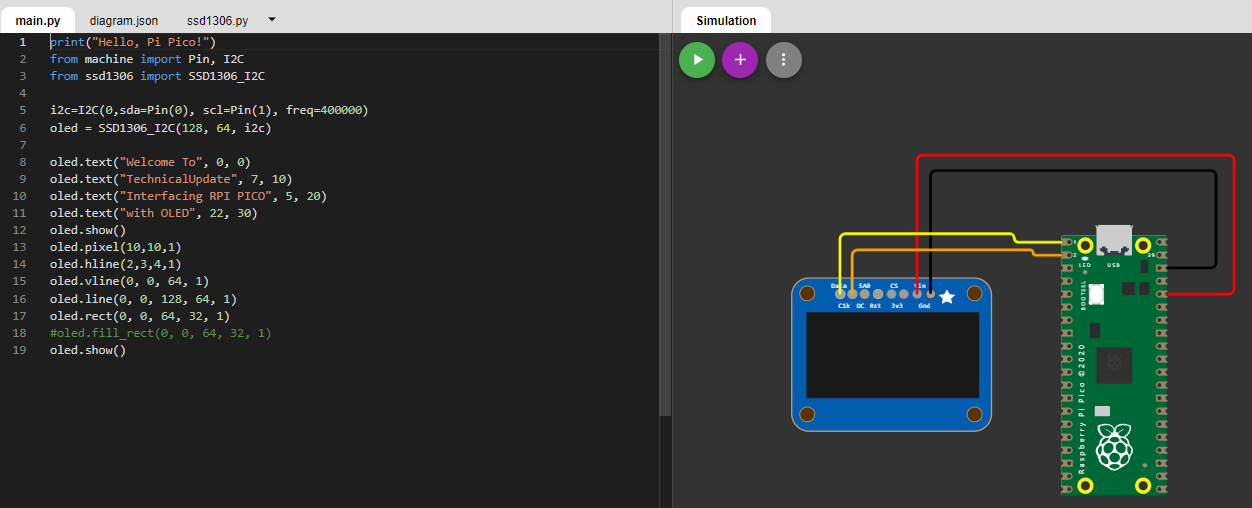 main.py diagram.json ssd1306.py
1 print("Hello, Pi Pico!")
2 from machine import Pin, I2C
3 from ssd1306 import SSD1306_I2C
4
5 i2c=I2C(0,sda=Pin(0), scl=Pin(1), freq=400000)
6 oled = SSD1306_I2C(128, 64, i2c)
7
8 oled.text("Welcome To", 0, 0)
9 oled.text("TechnicalUpdate", 7, 10)
10 oled.text("Interfacing RPI PICO", 5, 20)
11 oled.text("with OLED", 22, 30)
12 oled.show()
13 oled.pixel(10,10,1)
14 oled.hline(2,3,4,1)
15 oled.vline(0, 0, 64, 1)
16 oled.line(0, 0, 128, 64, 1)
17 oled.rect(0, 0, 64, 32, 1)
18 #oled.fill_rect(0, 0, 64, 32, 1)
19 oled.show()
Simulation
Data SA0 CS Vin
Clk DC Rst 3v3 Gnd
1
2 39
LED USB
BOOTSEL
Raspberry Pi Pico ©2020